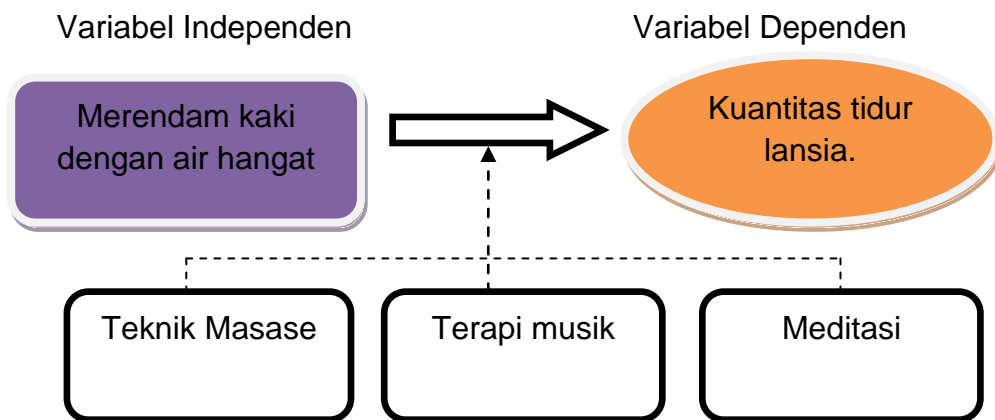 Variabel Independen
Variabel Dependen
Merendam kaki
dengan air hangat
Kuantitas tidur
lansia.
Teknik Masase
Terapi musik
Meditasi